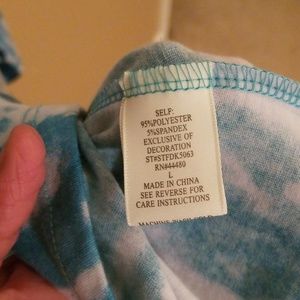 SELF:
95%POLYESTER
5%SPANDEX
EXCLUSIVE OF
DECORATION
ST#STFDK5063
RN#44480
L
MADE IN CHINA
SEE REVERSE FOR
CARE INSTRUCTIONS